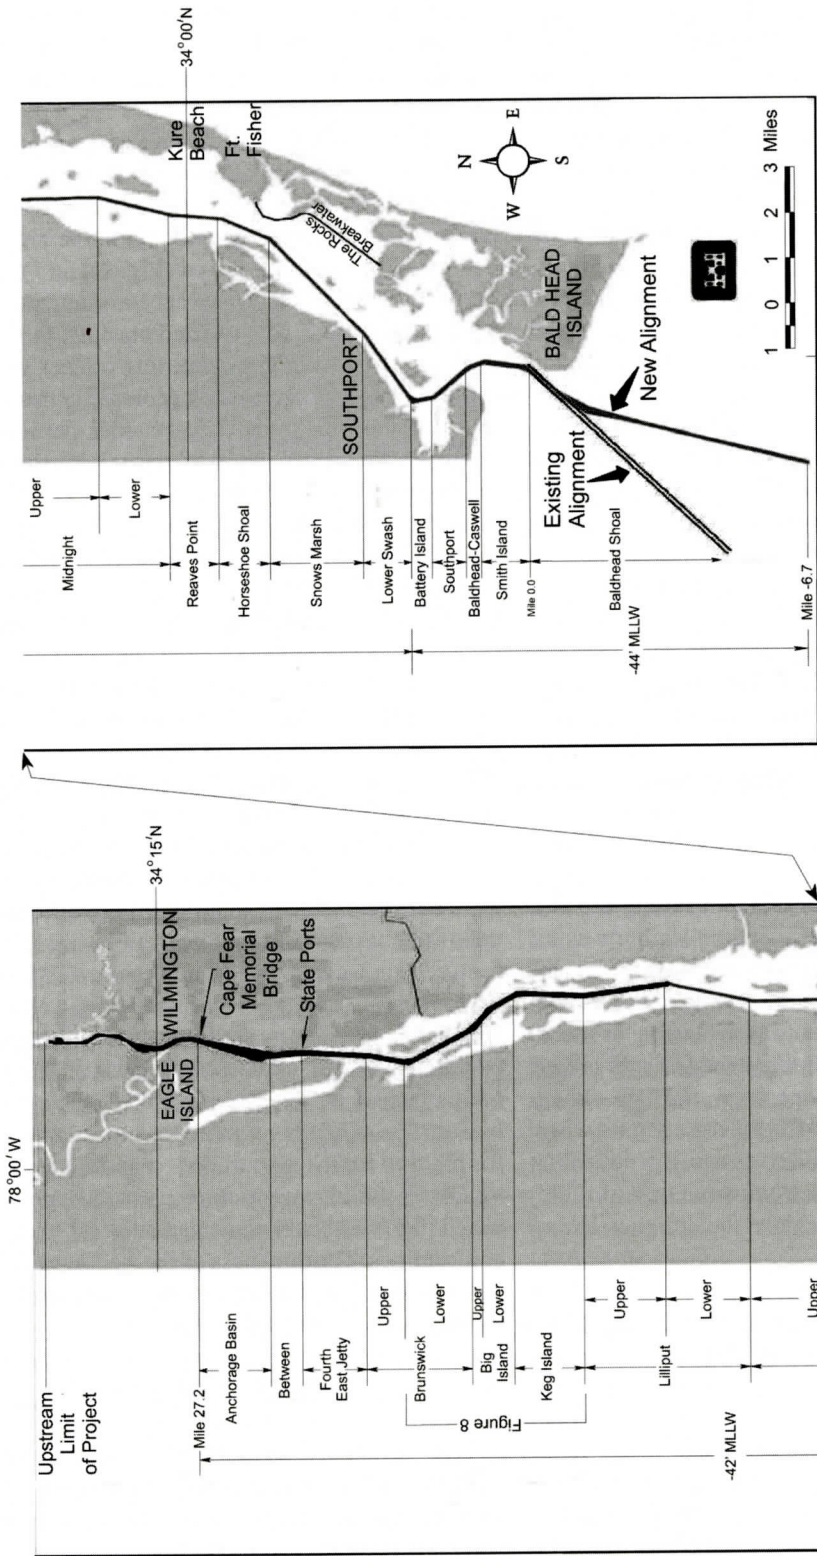 Upstream
Limit
of Project
78°00' W
34°15'N
Mile 27.2
Anchorage Basin
Between
Fourth
East Jetty
Upper
Brunswick
Lower
Upper
Big
Island
Lower
Keg Island
Figure 8
Upper
Lilliput
Lower
Upper
-42' MLLW
EAGLE
ISLAND
WILMINGTON
Cape Fear
Memorial
Bridge
State Ports
Upper
Midnight
Lower
Reaves Point
Horseshoe Shoal
Snows Marsh
Lower Swash
Battery Island
Southport
Baldhead-Caswell
Smith Island
Mile 0.0
Baldhead Shoal
-44' MLLW
Mile -6.7
34°00'N
Kure
Beach
Ft.
Fisher
The Rocks
Breakwater
SOUTHPORT
BALD HEAD
ISLAND
Existing
Alignment
New Alignment
N
E
S
W
1 0 1 2 3 Miles